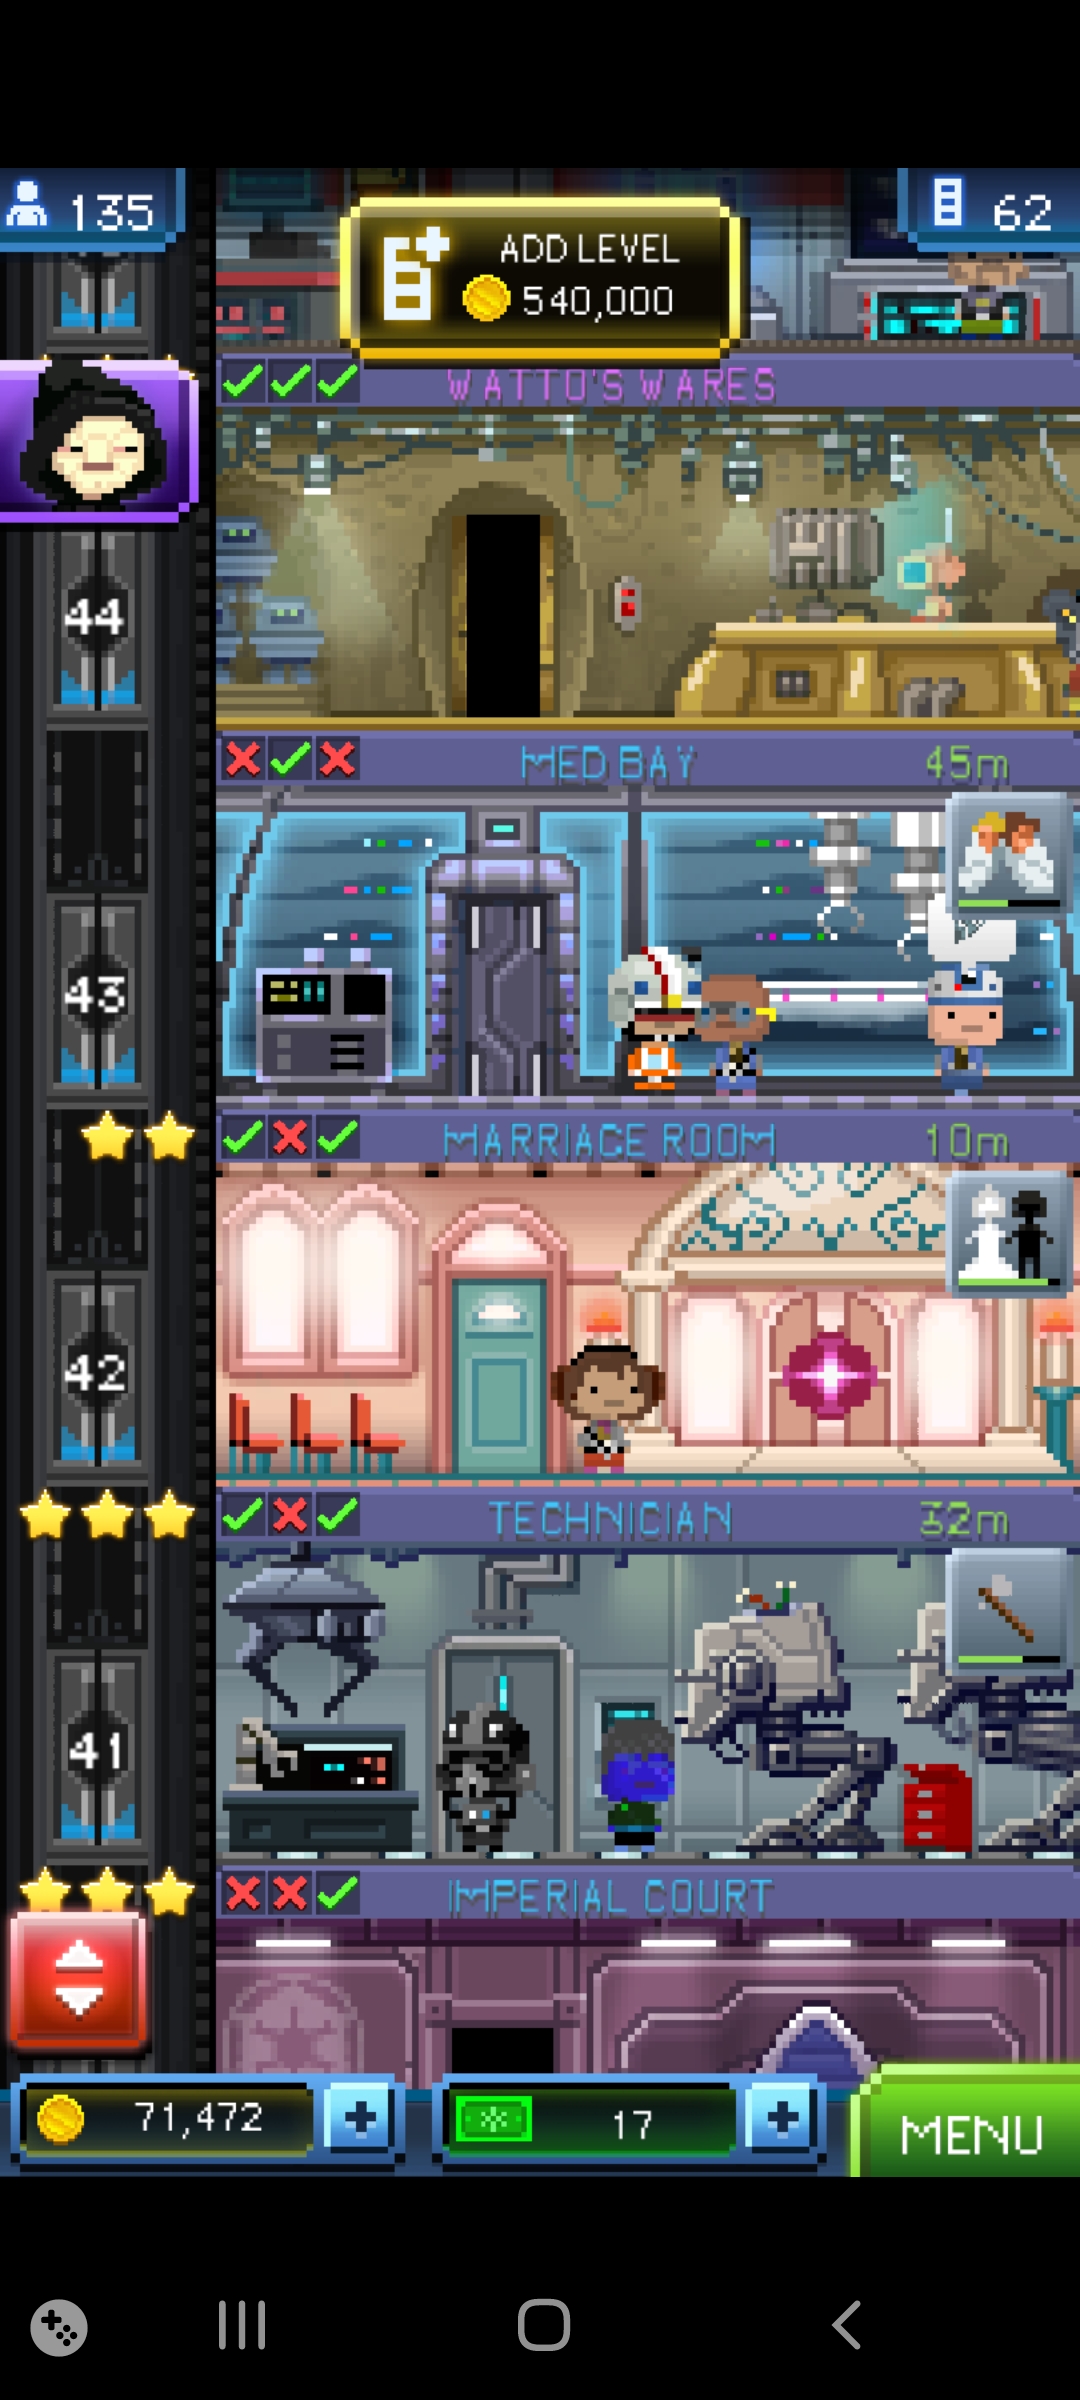 135
ADD LEVEL
540,000
62
WATTO'S WARES
44
MED BAY 45m
43
MARRIAGE ROOM 10m
42
TECHNICIAN 32m
41
IMPERIAL COURT
71,472
17
MENU